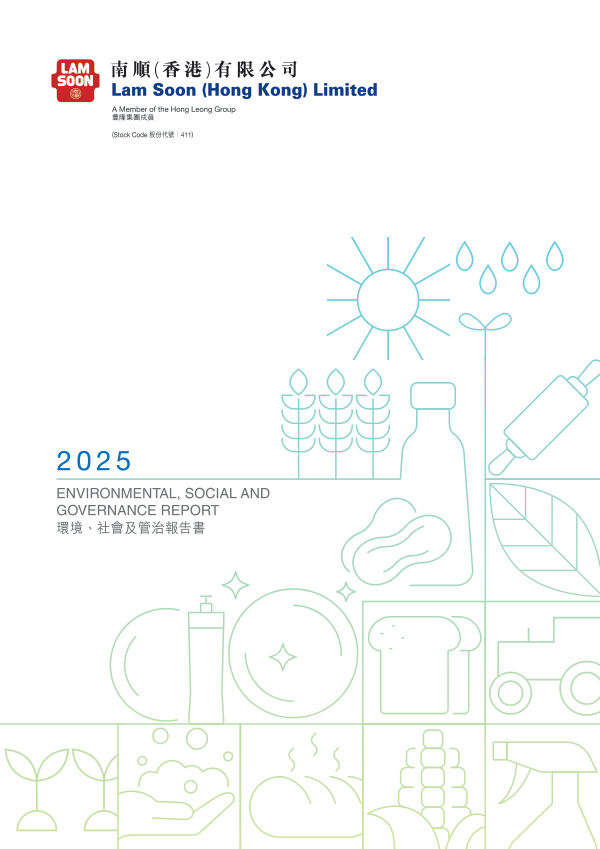 LAM
SOON
南順(香港)有限公司
Lam Soon (Hong Kong) Limited
A Member of the Hong Leong Group
豐隆集團成員
(Stock Code 股份代號：411)
2025
ENVIRONMENTAL, SOCIAL AND
GOVERNANCE REPORT
環境、社會及管治報告書